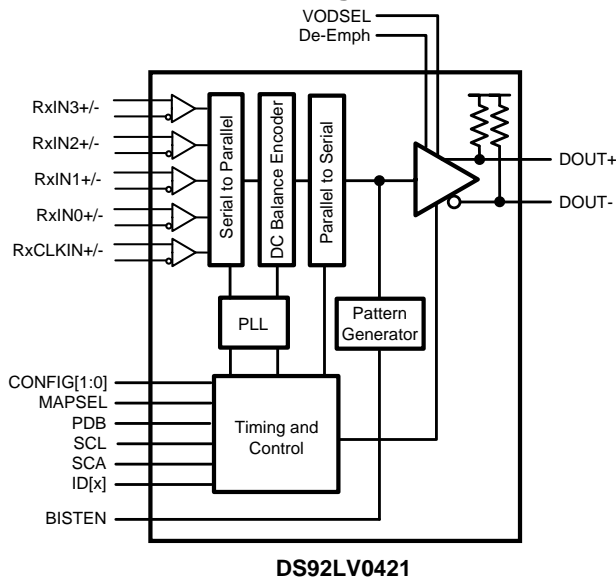 VODSEL
De-Emph
RxIN3+/-
RxIN2+/-
RxIN1+/-
RxIN0+/-
RxCLKIN+/-
Serial to Parallel
DC Balance Encoder
Parallel to Serial
DOUT+
DOUT-
PLL
Pattern
Generator
CONFIG[1:0]
MAPSEL
PDB
SCL
SCA
ID[x]
BISTEN
Timing and
Control
DS92LV0421